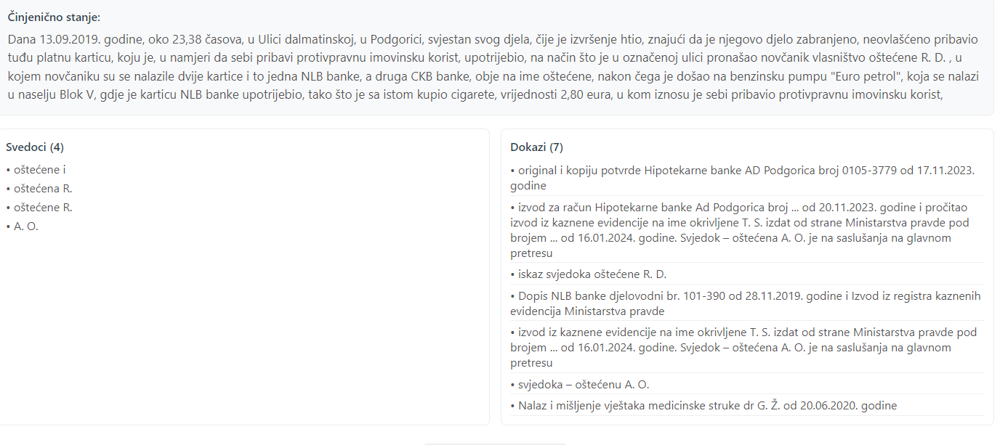 Činjenično stanje:
Dana 13.09.2019. godine, oko 23,38 časova, u Ulici dalmatinskoj, u Podgorici, svjestan svog djela, čije je izvršenje htio, znajući da je njegovo djelo zabranjeno, neovlašćeno pribavio
tuđu platnu karticu, koju je, u namjeri da sebi pribavi protivpravnu imovinsku korist, upotrijebio, na način što je u označenoj ulici pronašao novčanik vlasništvo oštećene R. D. , u
kojem novčaniku su se nalazile dvije kartice i to jedna NLB banke, a druga CKB banke, obje na ime oštećene, nakon čega je došao na benzinsku pumpu "Euro petrol", koja se nalazi
u naselju Blok V, gdje je karticu NLB banke upotrijebio, tako što je sa istom kupio cigarete, vrijednosti 2,80 eura, u kom iznosu je sebi pribavio protivpravnu imovinsku korist,
Svedoci (4)
• oštećene i
• oštećena R.
• oštećene R.
• A. O.
Dokazi (7)
• original i kopiju potvrde Hipotekarne banke AD Podgorica broj 0105-3779 od 17.11.2023.
godine
• izvod za račun Hipotekarne banke Ad Podgorica broj ... od 20.11.2023. godine i pročitao
izvod iz kaznene evidencije na ime okrivljene T. S. izdat od strane Ministarstva pravde pod
brojem ... od 16.01.2024. godine. Svjedok – oštećena A. O. je na saslušanja na glavnom
pretresu
• iskaz svjedoka oštećene R. D.
• Dopis NLB banke djelovodni br. 101-390 od 28.11.2019. godine i Izvod iz registra kaznenih
evidencija Ministarstva pravde
• izvod iz kaznene evidencije na ime okrivljene T. S. izdat od strane Ministarstva pravde pod
brojem ... od 16.01.2024. godine. Svjedok – oštećena A. O. je na saslušanja na glavnom
pretresu
• svjedoka – oštećenu A. O.
• Nalaz i mišljenje vještaka medicinske struke dr G. Ž. od 20.06.2020. godine